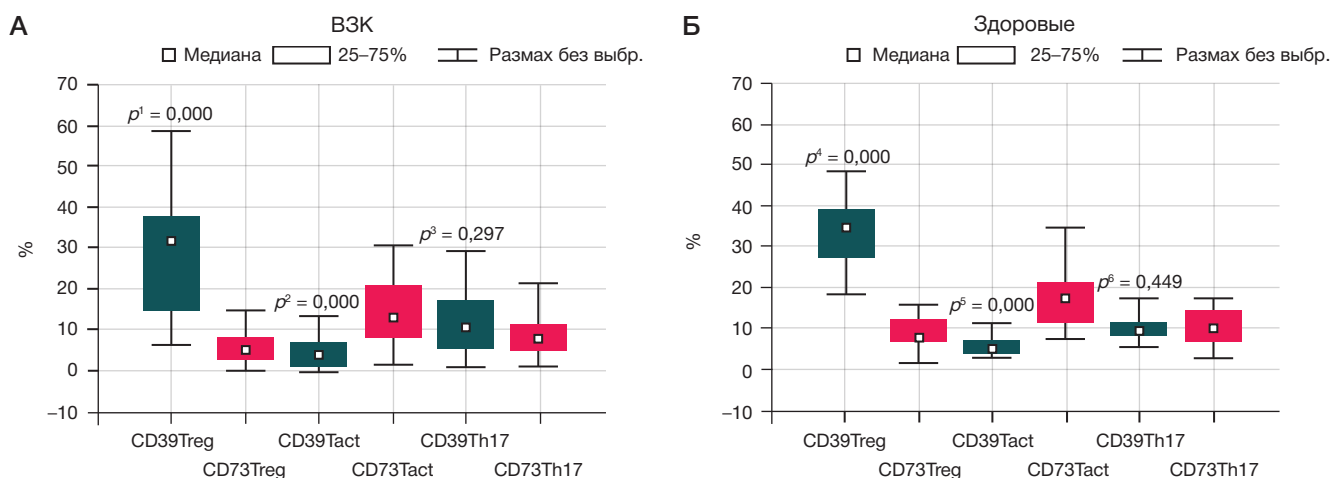 А
ВЗК
Медиана 25–75% Размах без выбр.
70
60
50
40
30
20
10
0
–10
%
p¹ = 0,000
p² = 0,000
p³ = 0,297
CD39Treg CD39Tact CD39Th17
CD73Treg CD73Tact CD73Th17
Б
Здоровые
Медиана 25–75% Размах без выбр.
70
60
50
40
30
20
10
0
–10
%
p⁴ = 0,000
p⁵ = 0,000
p⁶ = 0,449
CD39Treg CD39Tact CD39Th17
CD73Treg CD73Tact CD73Th17